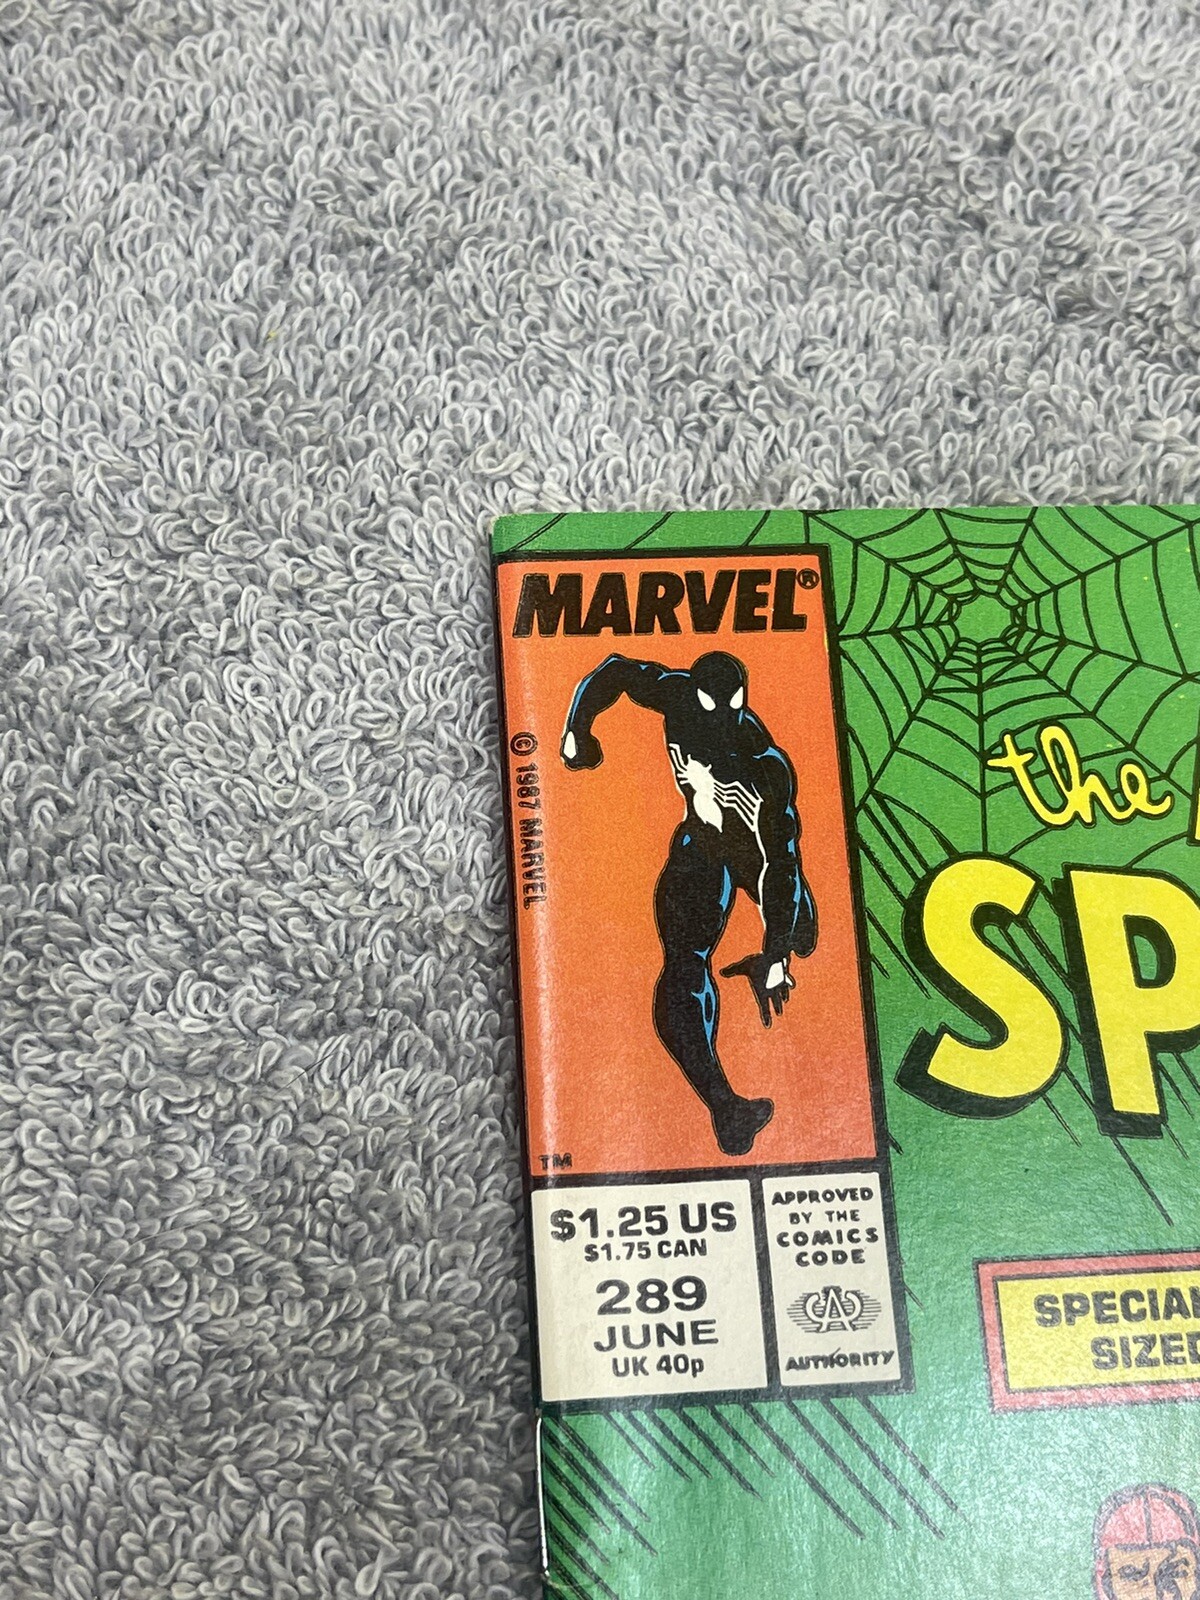 MARVEL®
© 1987 MARVEL
the
SP
TM
$1.25 US
$1.75 CAN
289
JUNE
UK 40p
APPROVED
BY THE
COMICS
CODE
CA
AUTHORITY
SPECIAL
SIZED